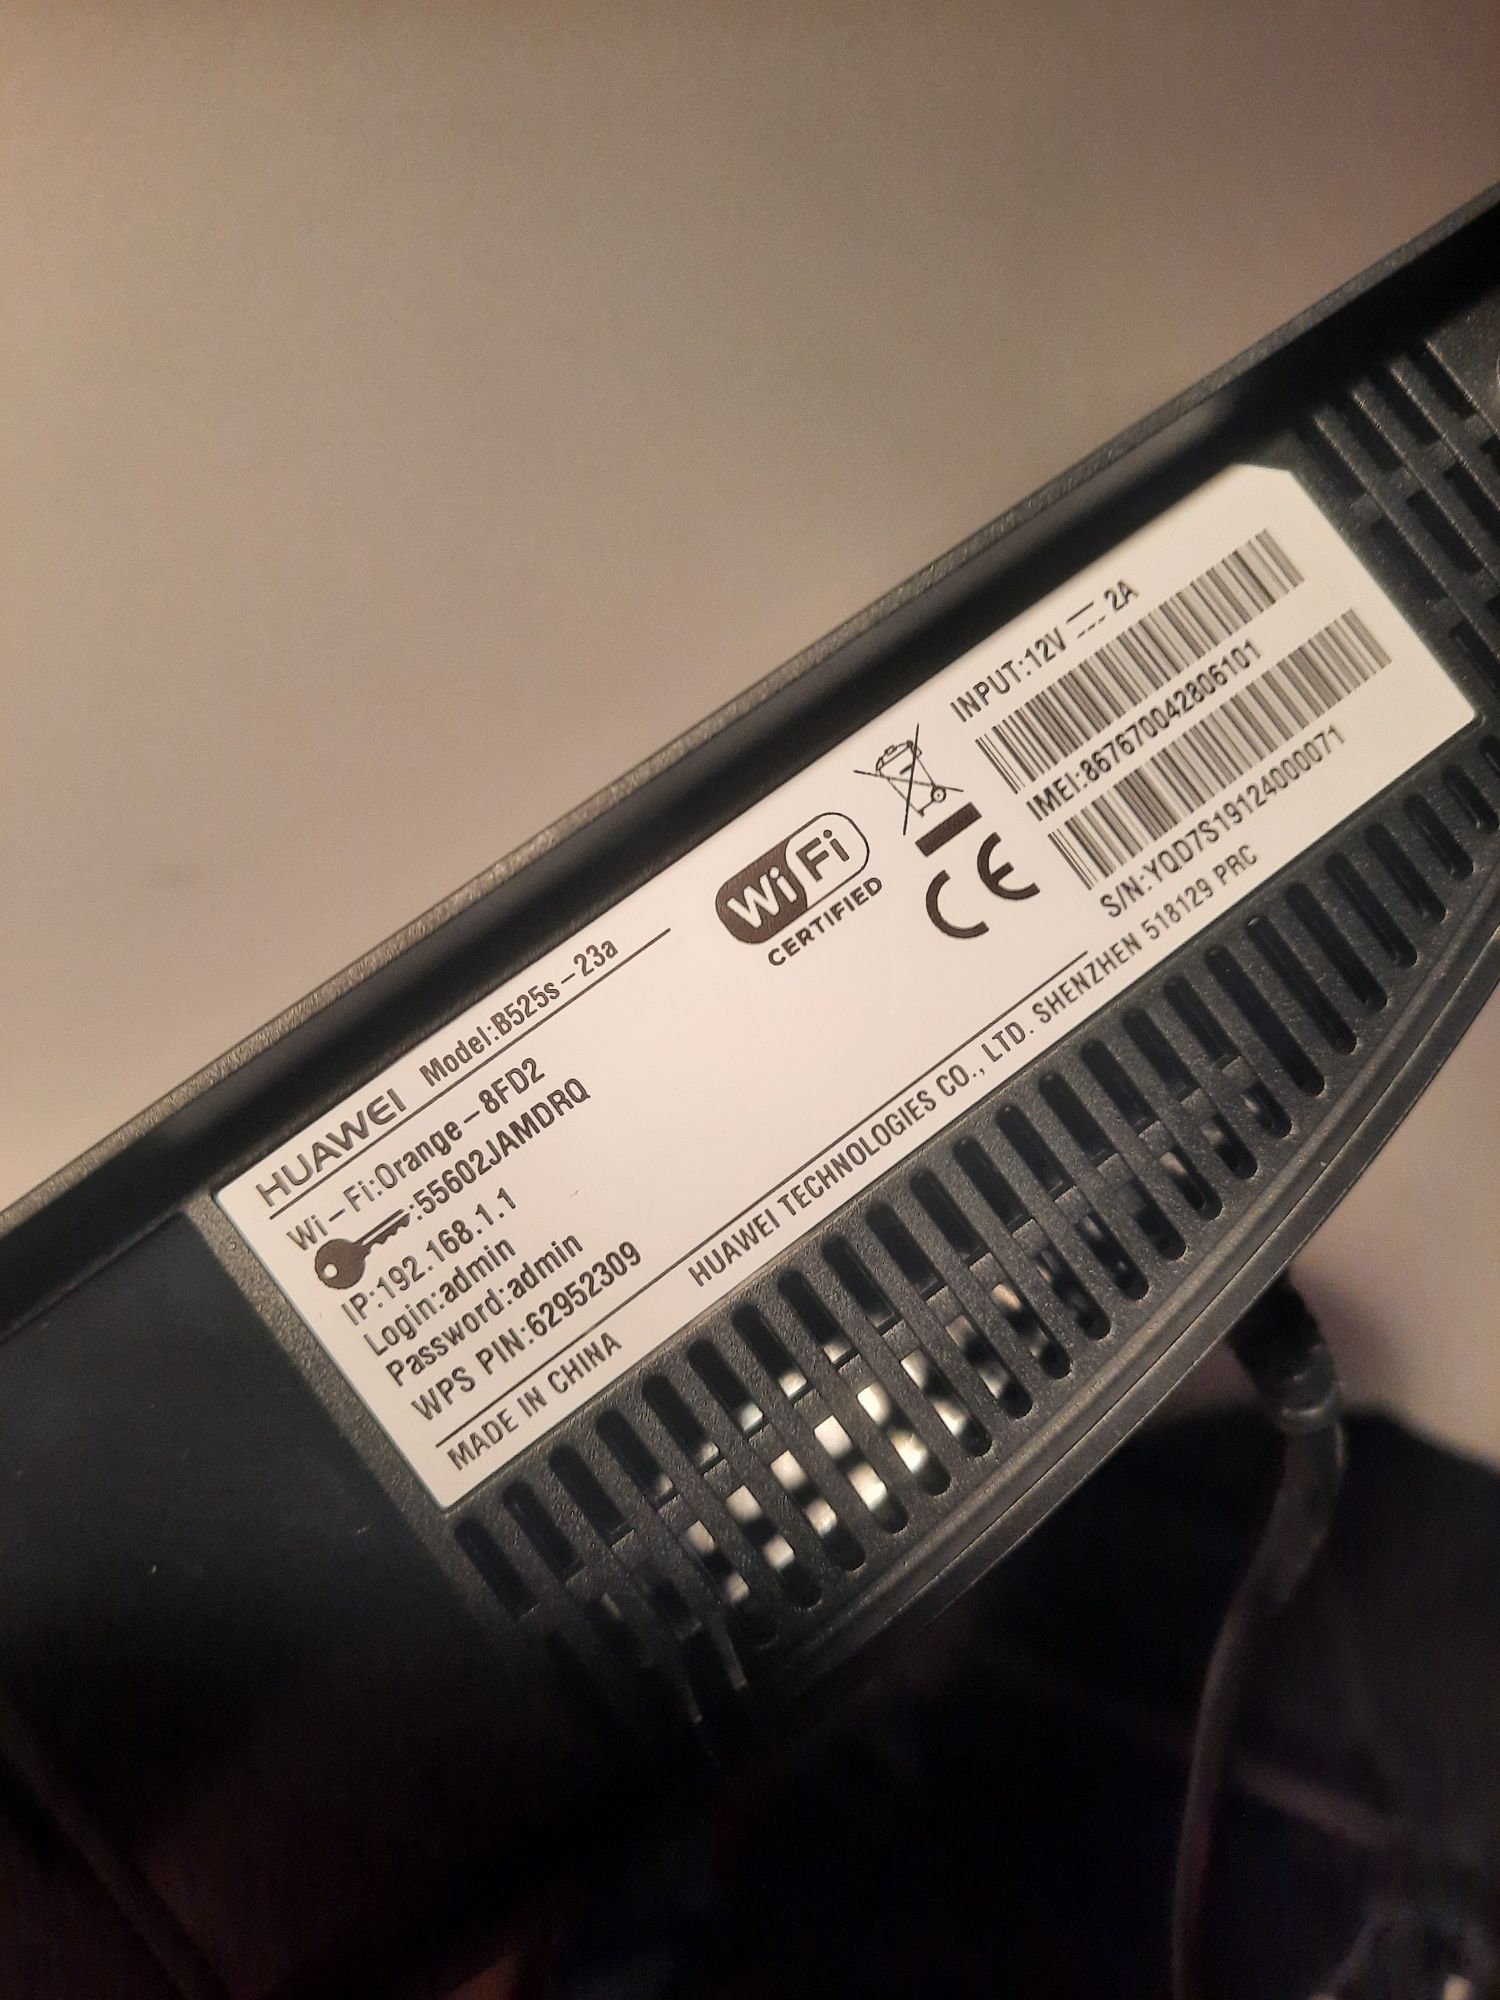 HUAWEI Model:B525s-23a
Wi-Fi:Orange-8FD2
:55602JAMDRQ
IP:192.168.1.1
Login:admin
Password:admin
WPS PIN:62952309
MADE IN CHINA
Wi Fi
CERTIFIED
CE
INPUT:12V 2A
IMEI:867670042806101
S/N:YQD7S19124000071
HUAWEI TECHNOLOGIES CO., LTD. SHENZHEN 518129 PRC